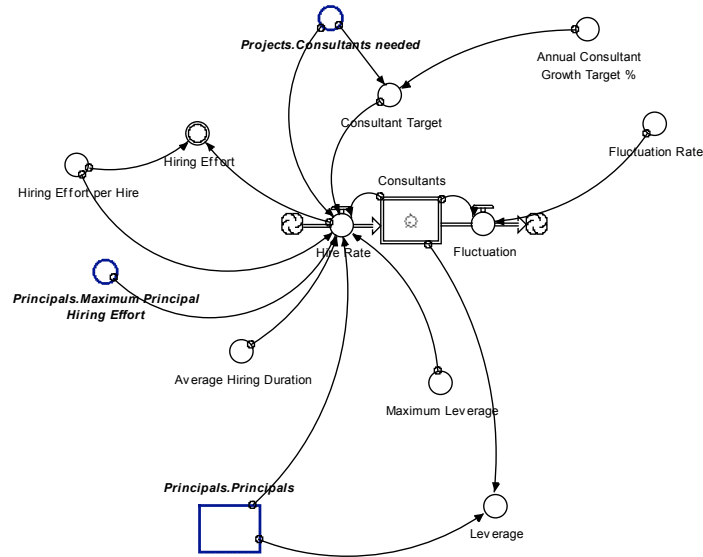 Projects.Consultants needed
Annual Consultant
Growth Target %
Consultant Target
Hiring Effort
Fluctuation Rate
Hiring Effort per Hire
Consultants
Hire Rate
Fluctuation
Principals.Maximum Principal
Hiring Effort
Average Hiring Duration
Maximum Leverage
Principals.Principals
Leverage